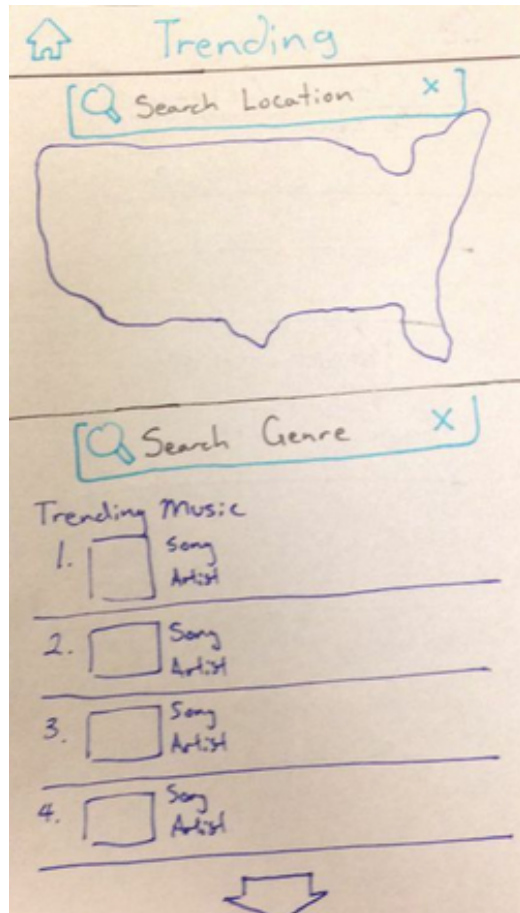 Trending
Search Location X
Search Genre X
Trending Music
1. Song
Artist
2. Song
Artist
3. Song
Artist
4. Song
Artist